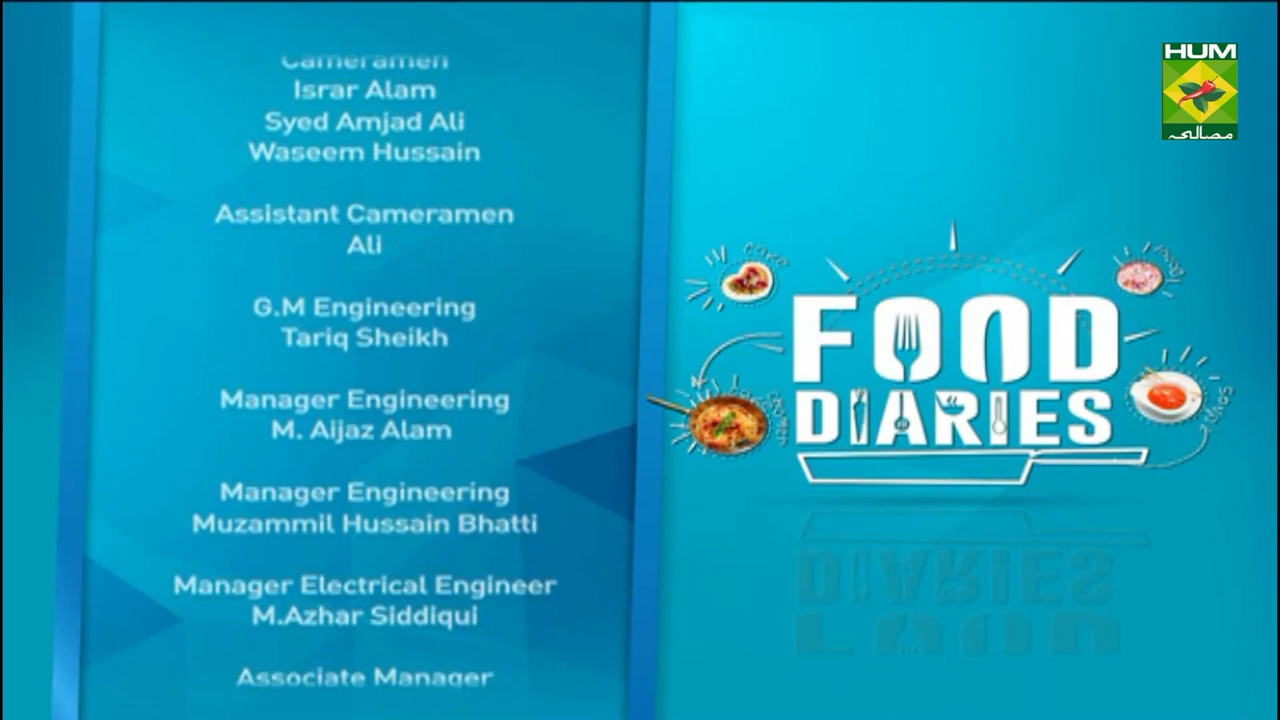 Cameramen
Israr Alam
Syed Amjad Ali
Waseem Hussain
Assistant Cameramen
Ali
G.M Engineering
Tariq Sheikh
Manager Engineering
M. Aijaz Alam
Manager Engineering
Muzammil Hussain Bhatti
Manager Electrical Engineer
M.Azhar Siddiqui
Associate Manager
HUM
مصالحہ
FOOD
DIARIES